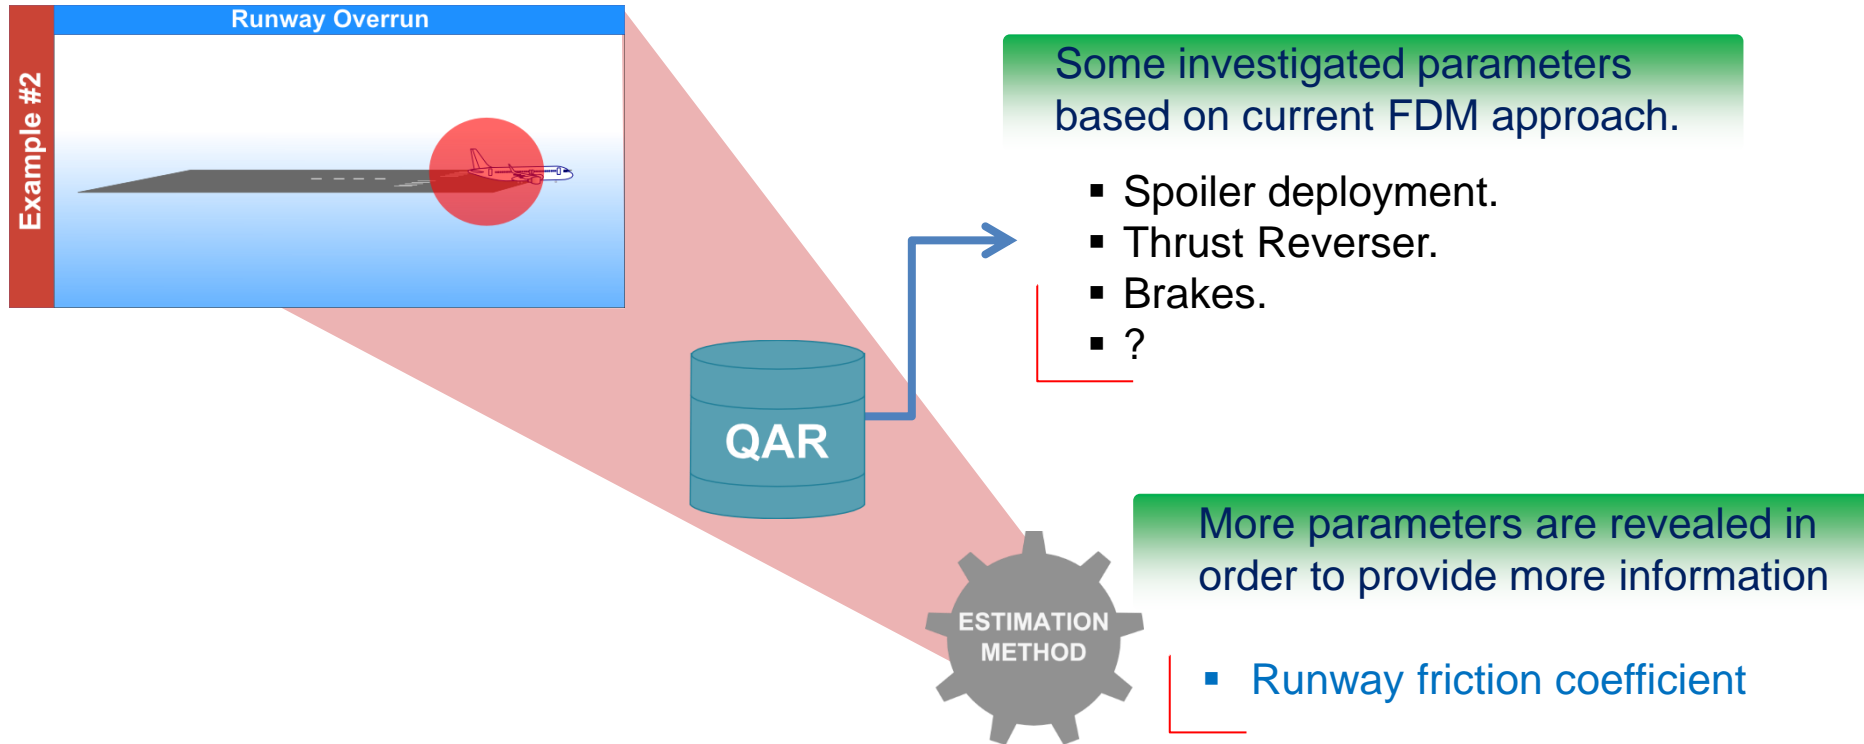 Runway Overrun
Example #2
Some investigated parameters
based on current FDM approach.
▪ Spoiler deployment.
▪ Thrust Reverser.
▪ Brakes.
▪ ?
QAR
More parameters are revealed in
order to provide more information
ESTIMATION
METHOD
▪ Runway friction coefficient